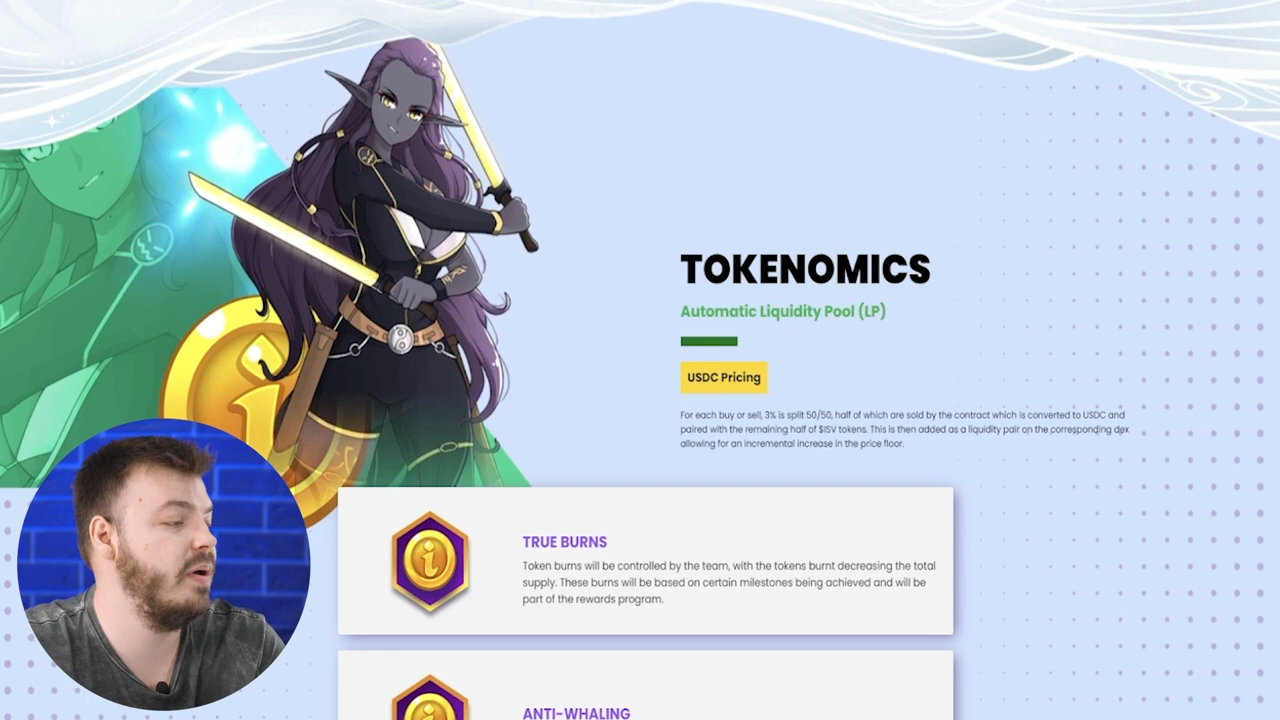 TOKENOMICS
Automatic Liquidity Pool (LP)
USDC Pricing
For each buy or sell, 3% is split 50/50, half of which are sold by the contract which is converted to USDC and
paired with the remaining half of $ISV tokens. This is then added as a liquidity pair on the corresponding dex
allowing for an incremental increase in the price floor.
TRUE BURNS
Token burns will be controlled by the team, with the tokens burnt decreasing the total
supply. These burns will be based on certain milestones being achieved and will be
part of the rewards program.
ANTI-WHALING